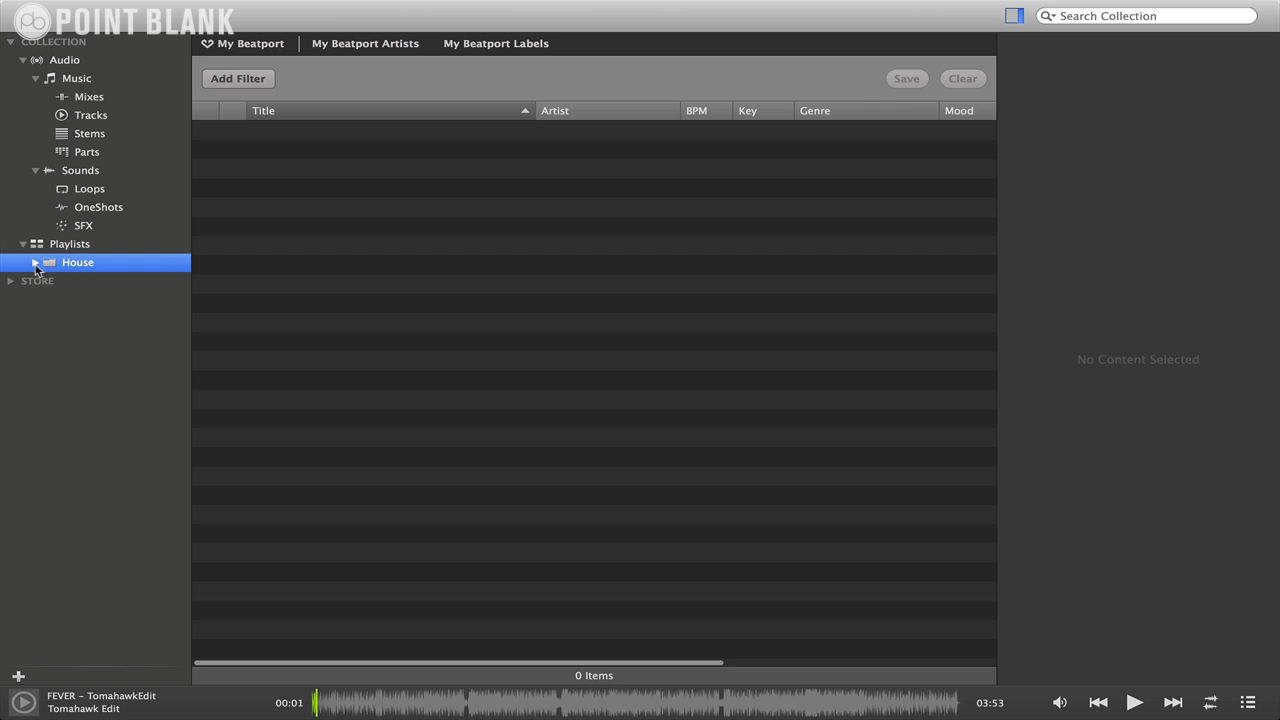 pb POINT BLANK
Search Collection
COLLECTION
Audio
Music
Mixes
Tracks
Stems
Parts
Sounds
Loops
OneShots
SFX
Playlists
House
STORE
My Beatport
My Beatport Artists
My Beatport Labels
Add Filter
Save
Clear
Title
Artist
BPM
Key
Genre
Mood
No Content Selected
0 Items
FEVER – TomahawkEdit
Tomahawk Edit
00:01
03:53